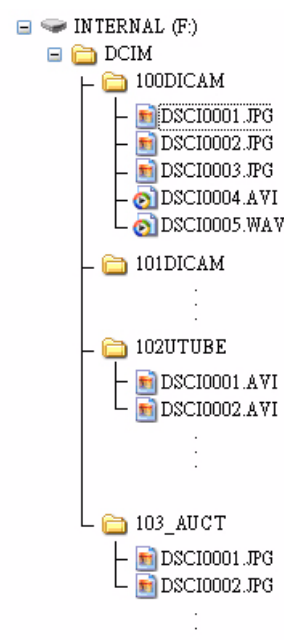 INTERNAL (F:)
DCIM
100DICAM
DSCI0001.JPG
DSCI0002.JPG
DSCI0003.JPG
DSCI0004.AVI
DSCI0005.WAV
101DICAM
102UTUBE
DSCI0001.AVI
DSCI0002.AVI
103_AUCT
DSCI0001.JPG
DSCI0002.JPG